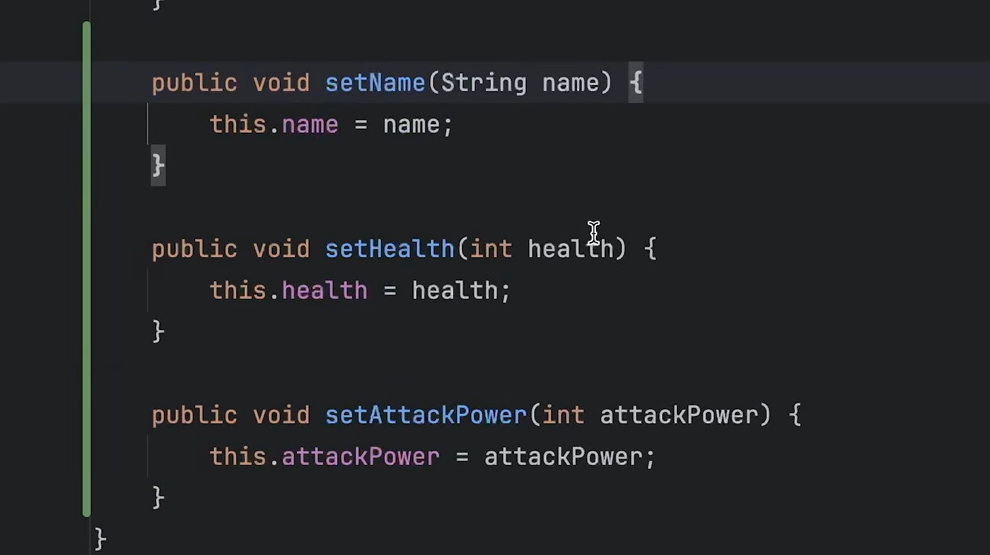 }
public void setName(String name) {
this.name = name;
}
public void setHealth(int health) {
this.health = health;
}
public void setAttackPower(int attackPower) {
this.attackPower = attackPower;
}
}